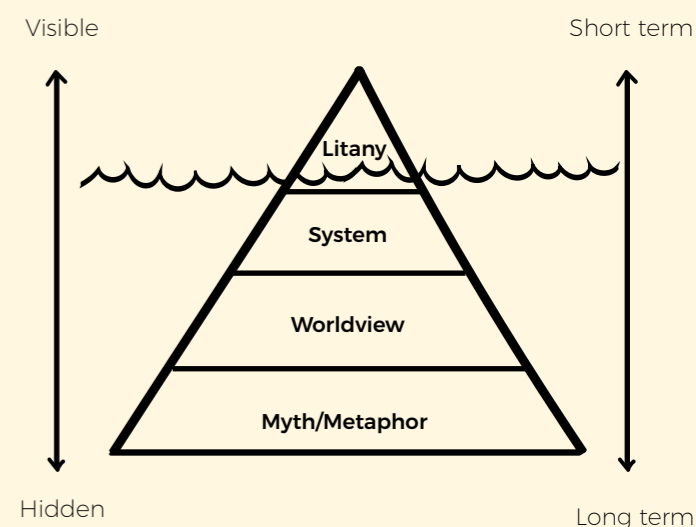 Visible
Short term
Litany
System
Worldview
Myth/Metaphor
Hidden
Long term